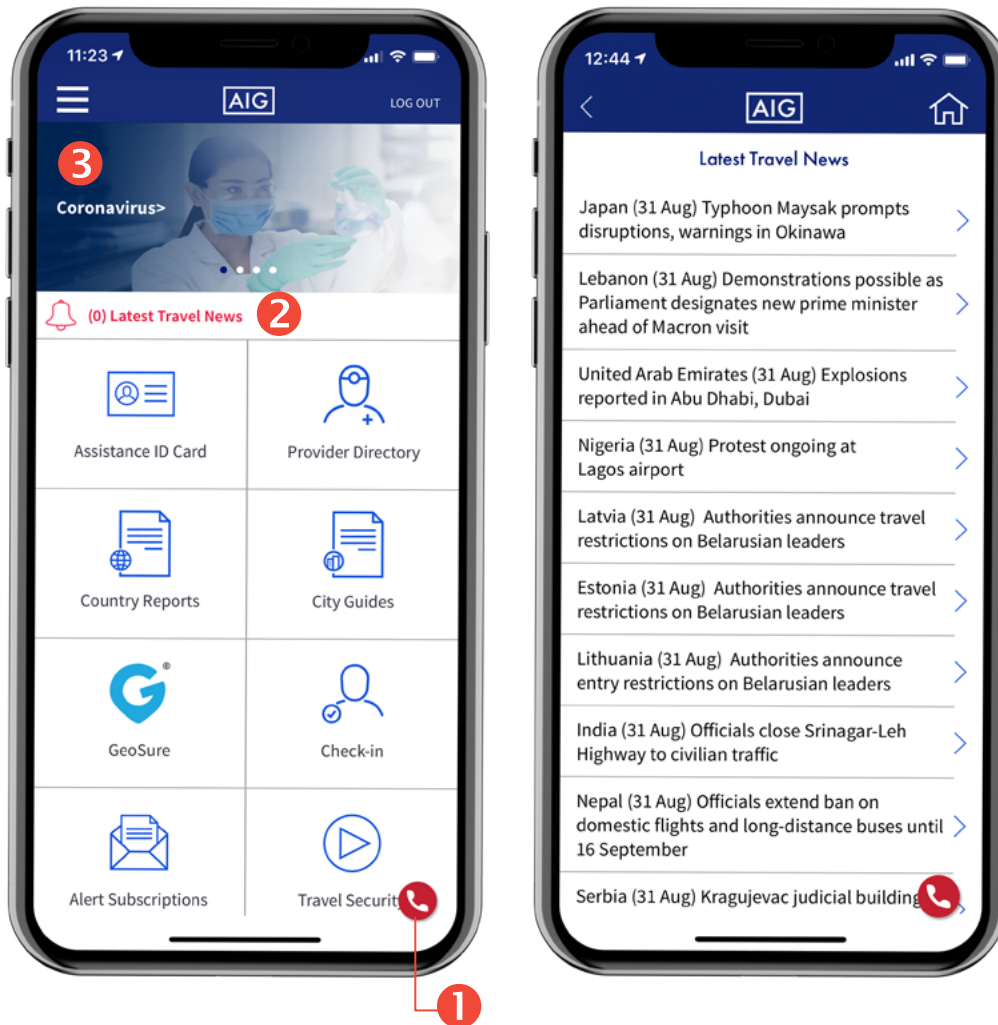 11:23
AIG
LOG OUT
3
Coronavirus>
(0) Latest Travel News
2
Assistance ID Card
Provider Directory
Country Reports
City Guides
®
GeoSure
Check-in
Alert Subscriptions
Travel Security
1
12:44
AIG
Latest Travel News
Japan (31 Aug) Typhoon Maysak prompts
disruptions, warnings in Okinawa
Lebanon (31 Aug) Demonstrations possible as
Parliament designates new prime minister
ahead of Macron visit
United Arab Emirates (31 Aug) Explosions
reported in Abu Dhabi, Dubai
Nigeria (31 Aug) Protest ongoing at
Lagos airport
Latvia (31 Aug) Authorities announce travel
restrictions on Belarusian leaders
Estonia (31 Aug) Authorities announce travel
restrictions on Belarusian leaders
Lithuania (31 Aug) Authorities announce
entry restrictions on Belarusian leaders
India (31 Aug) Officials close Srinagar-Leh
Highway to civilian traffic
Nepal (31 Aug) Officials extend ban on
domestic flights and long-distance buses until
16 September
Serbia (31 Aug) Kragujevac judicial building